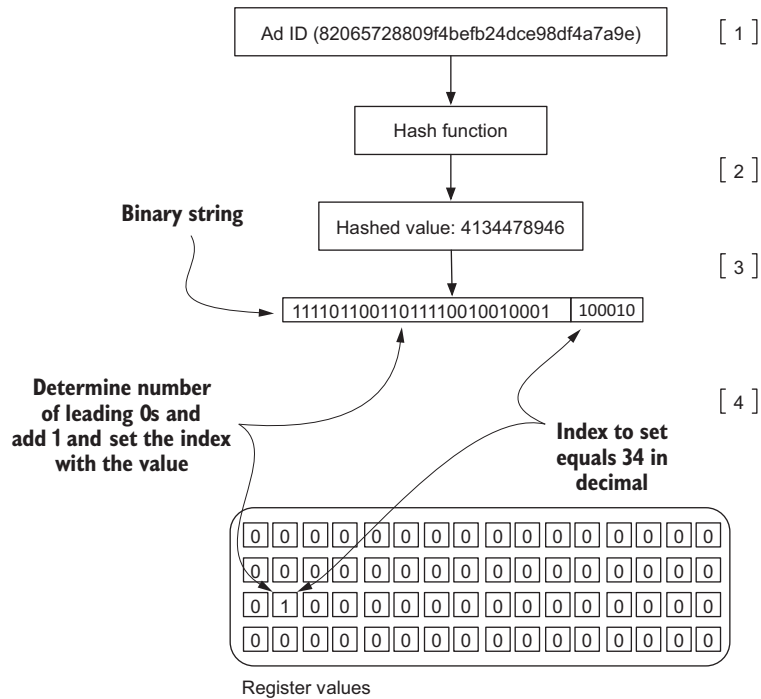 Ad ID (82065728809f4befb24dce98df4a7a9e)
[ 1 ]
Hash function
[ 2 ]
Binary string
Hashed value: 4134478946
[ 3 ]
11110110011011110010010001 100010
Determine number
of leading 0s and
add 1 and set the index
with the value
[ 4 ]
Index to set
equals 34 in
decimal
0 0 0 0 0 0 0 0 0 0 0 0 0 0 0 0
0 0 0 0 0 0 0 0 0 0 0 0 0 0 0 0
0 1 0 0 0 0 0 0 0 0 0 0 0 0 0 0
0 0 0 0 0 0 0 0 0 0 0 0 0 0 0 0
Register values